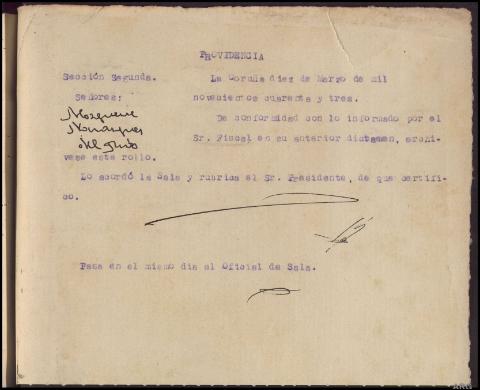 PROVIDENCIA
Sección Segunda.
Señores:
La Coruña diez de Marzo de mil
novecientos cuarenta y tres.
De conformidad con lo informado por el
Sr. Fiscal en su anterior dictamen, archi-
vese este rollo.
Lo acordó la Sala y rubrica el Sr. Presidente, de que certifi-
co.
Pasa en el mismo dia al Oficial de Sala.